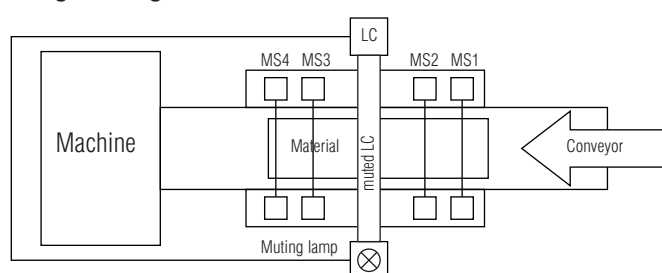 LC
MS4 MS3 MS2 MS1
Machine
Material
muted LC
Conveyor
Muting lamp